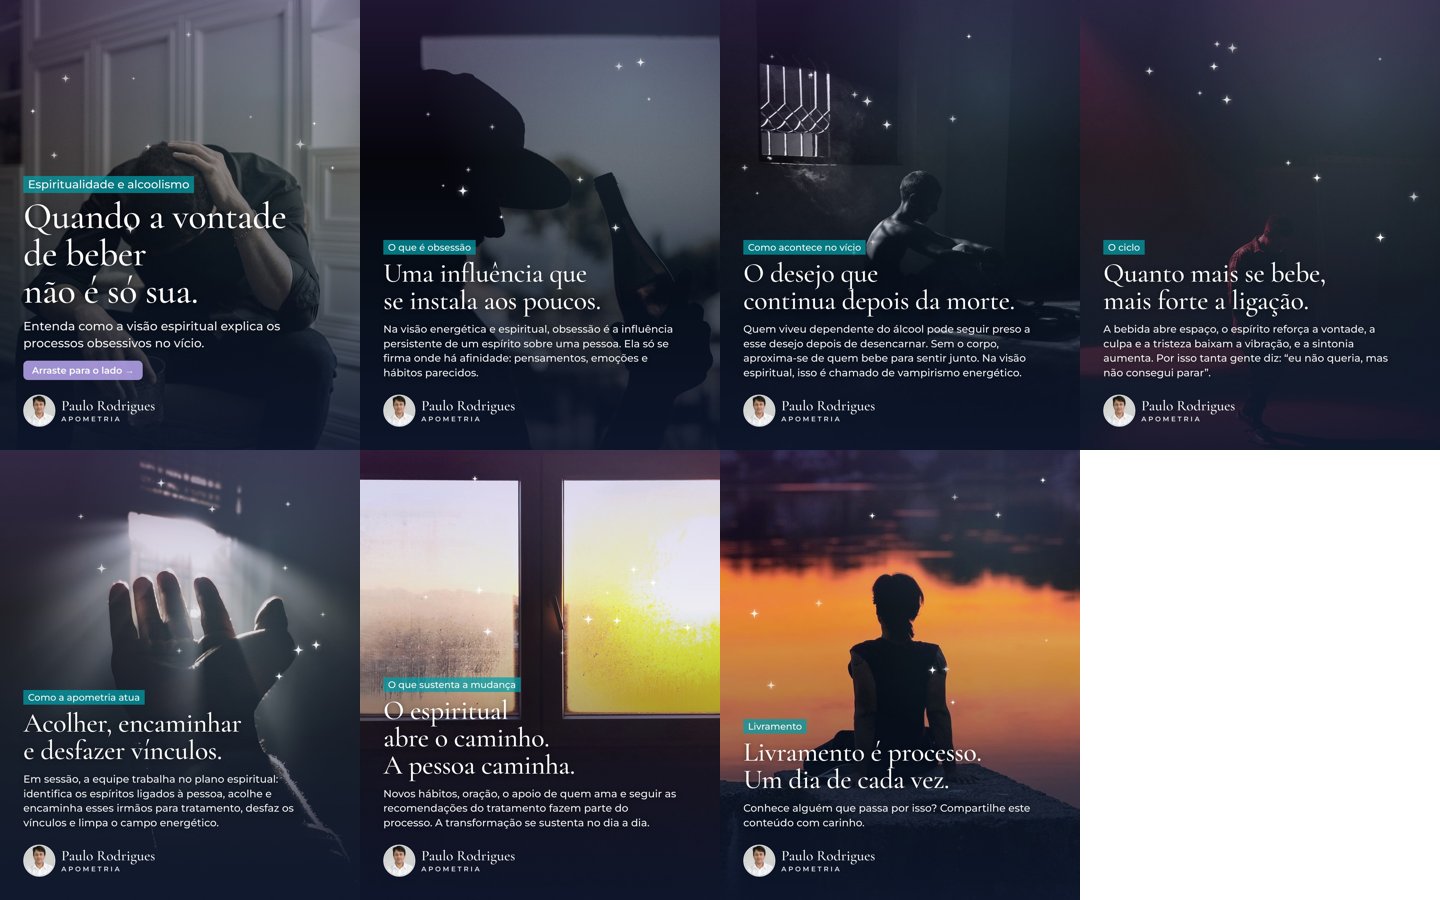 Espiritualidade e alcoolismo
Quando a vontade
de beber
não é só sua.
Entenda como a visão espiritual explica os
processos obsessivos no vício.
Arraste para o lado →
Paulo Rodrigues
APOMETRIA
O que é obsessão
Uma influência que
se instala aos poucos.
Na visão energética e espiritual, obsessão é a influência
persistente de um espírito sobre uma pessoa. Ela só se
firma onde há afinidade: pensamentos, emoções e
hábitos parecidos.
Paulo Rodrigues
APOMETRIA
Como acontece no vício
O desejo que
continua depois da morte.
Quem viveu dependente do álcool pode seguir preso a
esse desejo depois de desencarnar. Sem o corpo,
aproxima-se de quem bebe para sentir junto. Na visão
espiritual, isso é chamado de vampirismo energético.
Paulo Rodrigues
APOMETRIA
O ciclo
Quanto mais se bebe,
mais forte a ligação.
A bebida abre espaço, o espírito reforça a vontade, a
culpa e a tristeza baixam a vibração, e a sintonia
aumenta. Por isso tanta gente diz: “eu não queria, mas
não consegui parar”.
Paulo Rodrigues
APOMETRIA
Como a apometria atua
Acolher, encaminhar
e desfazer vínculos.
Em sessão, a equipe trabalha no plano espiritual:
identifica os espíritos ligados à pessoa, acolhe e
encaminha esses irmãos para tratamento, desfaz os
vínculos e limpa o campo energético.
Paulo Rodrigues
APOMETRIA
O que sustenta a mudança
O espiritual
abre o caminho.
A pessoa caminha.
Novos hábitos, oração, o apoio de quem ama e seguir as
recomendações do tratamento fazem parte do
processo. A transformação se sustenta no dia a dia.
Paulo Rodrigues
APOMETRIA
Livramento
Livramento é processo.
Um dia de cada vez.
Conhece alguém que passa por isso? Compartilhe este
conteúdo com carinho.
Paulo Rodrigues
APOMETRIA